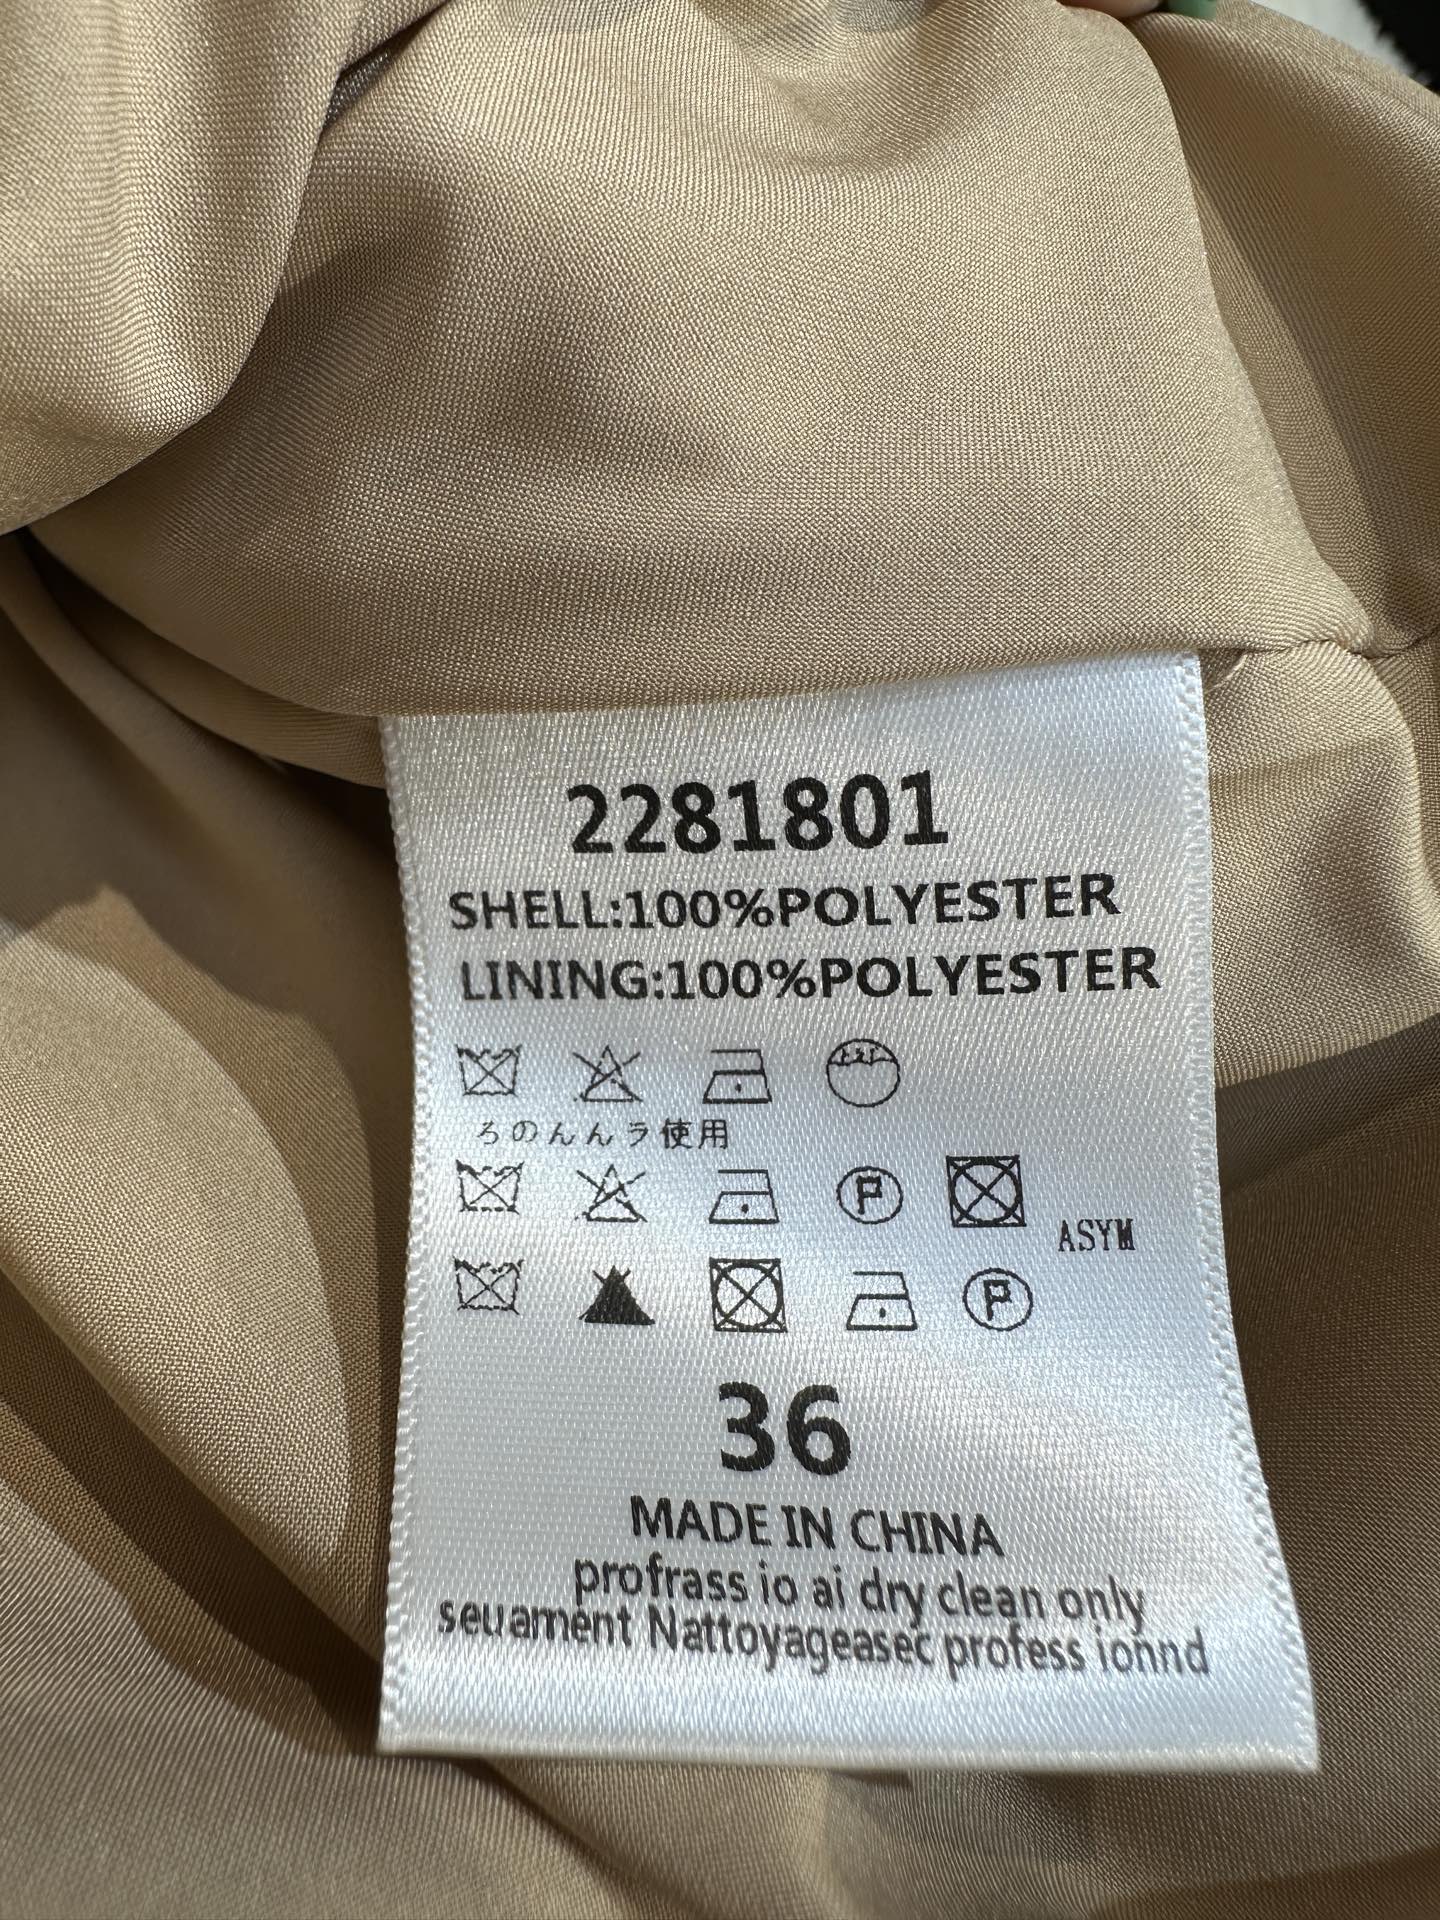 2281801
SHELL:100%POLYESTER
LINING:100%POLYESTER
ろのんんラ使用
P
ASYM
P
36
MADE IN CHINA
profrass io ai dry clean only
seuament Nattoyageasec profess ionnd